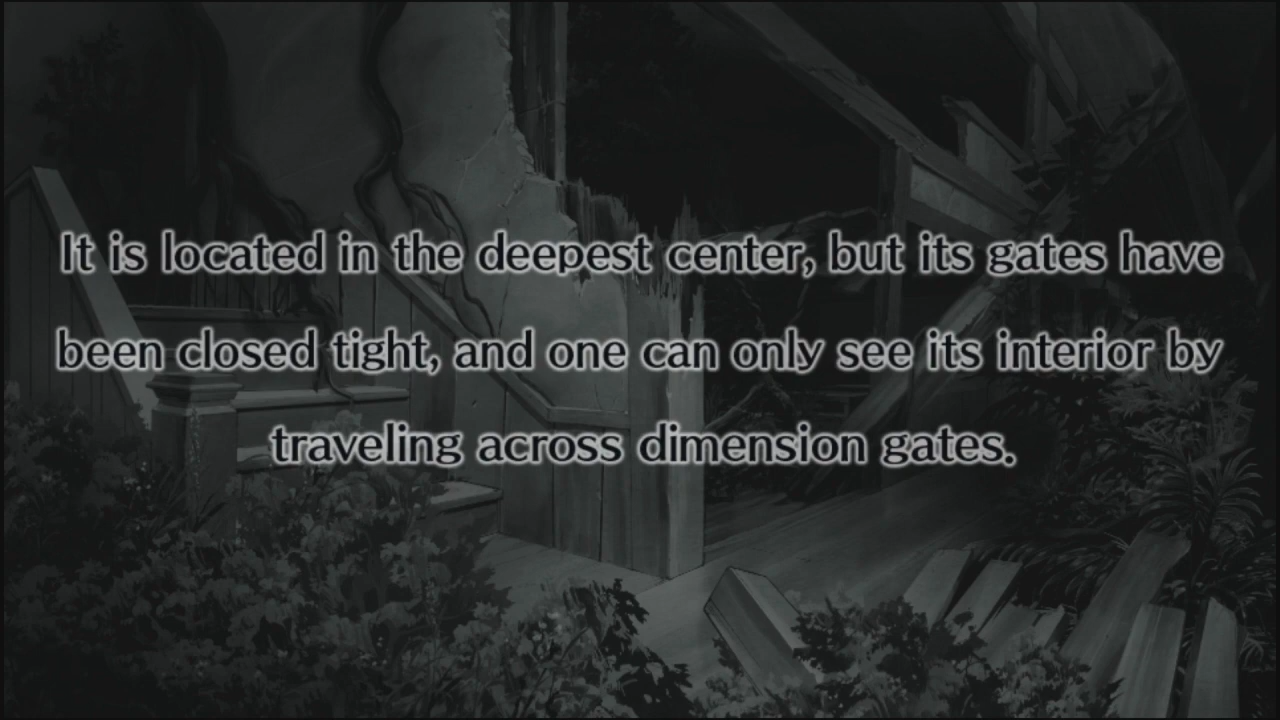 It is located in the deepest center, but its gates have
been closed tight, and one can only see its interior by
traveling across dimension gates.